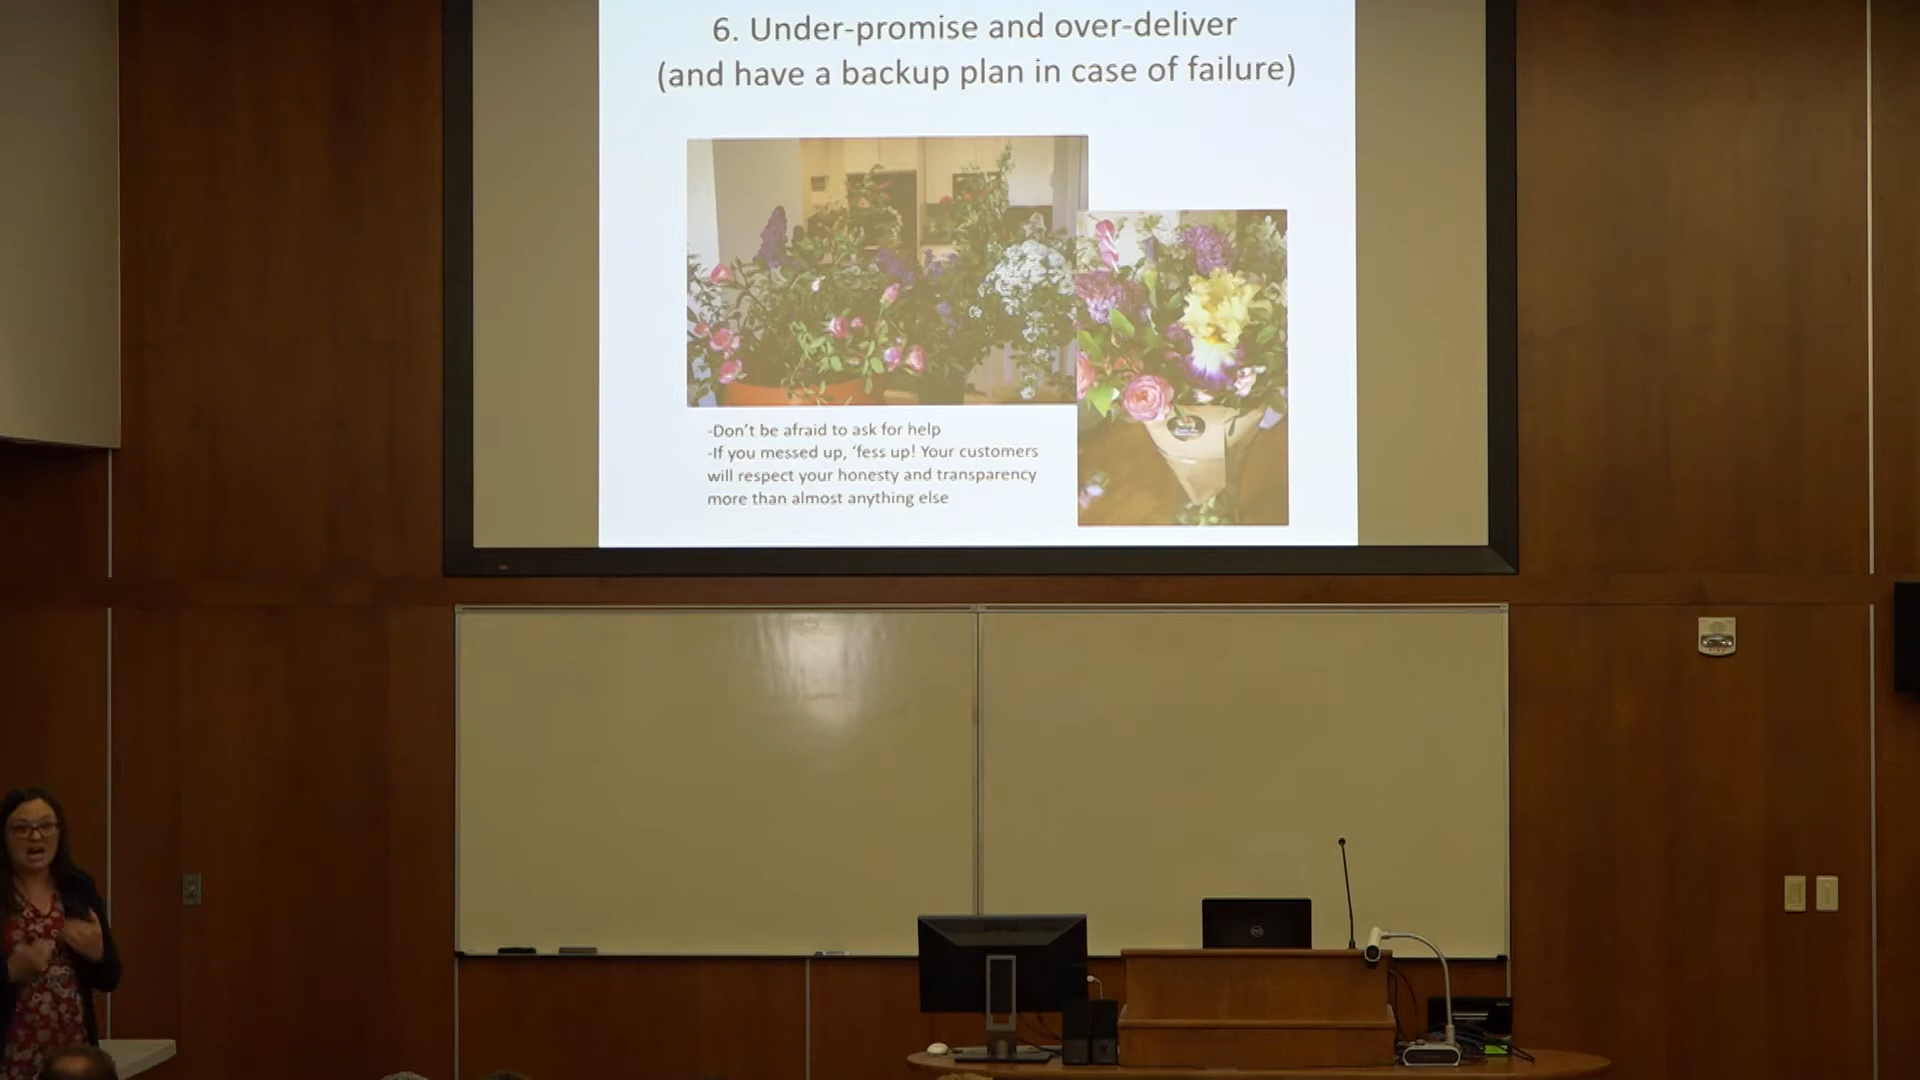 6. Under-promise and over-deliver
(and have a backup plan in case of failure)
-Don't be afraid to ask for help
-If you messed up, 'fess up! Your customers
will respect your honesty and transparency
more than almost anything else